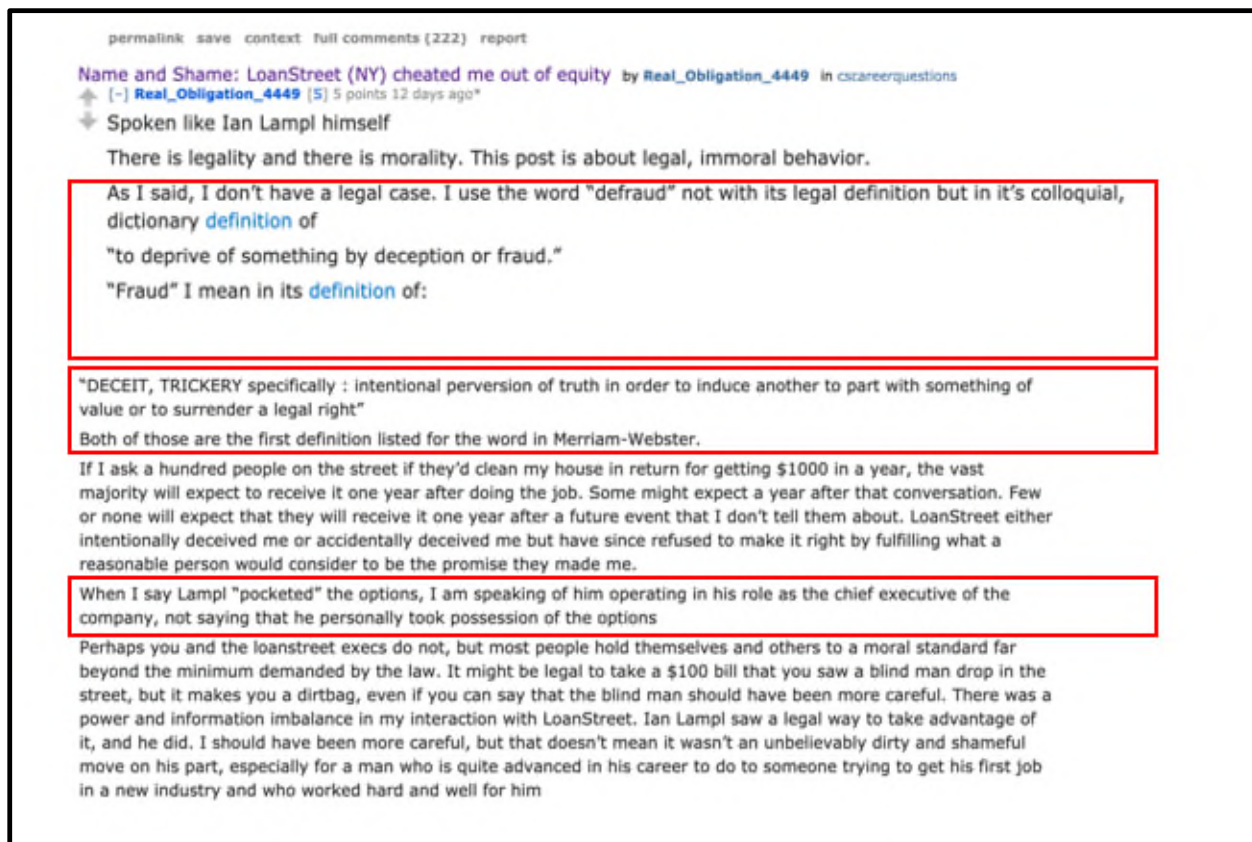 permalink save context full comments (222) report
Name and Shame: LoanStreet (NY) cheated me out of equity by Real_Obligation_4449 in cscareerquestions
[-] Real_Obligation_4449 [5] 5 points 12 days ago*
Spoken like Ian Lampl himself
There is legality and there is morality. This post is about legal, immoral behavior.
As I said, I don't have a legal case. I use the word “defraud” not with its legal definition but in it's colloquial,
dictionary definition of
“to deprive of something by deception or fraud.”
“Fraud” I mean in its definition of:
“DECEIT, TRICKERY specifically : intentional perversion of truth in order to induce another to part with something of
value or to surrender a legal right”
Both of those are the first definition listed for the word in Merriam-Webster.
If I ask a hundred people on the street if they'd clean my house in return for getting $1000 in a year, the vast
majority will expect to receive it one year after doing the job. Some might expect a year after that conversation. Few
or none will expect that they will receive it one year after a future event that I don't tell them about. LoanStreet either
intentionally deceived me or accidentally deceived me but have since refused to make it right by fulfilling what a
reasonable person would consider to be the promise they made me.
When I say Lampl “pocketed” the options, I am speaking of him operating in his role as the chief executive of the
company, not saying that he personally took possession of the options
Perhaps you and the loanstreet execs do not, but most people hold themselves and others to a moral standard far
beyond the minimum demanded by the law. It might be legal to take a $100 bill that you saw a blind man drop in the
street, but it makes you a dirtbag, even if you can say that the blind man should have been more careful. There was a
power and information imbalance in my interaction with LoanStreet. Ian Lampl saw a legal way to take advantage of
it, and he did. I should have been more careful, but that doesn't mean it wasn't an unbelievably dirty and shameful
move on his part, especially for a man who is quite advanced in his career to do to someone trying to get his first job
in a new industry and who worked hard and well for him